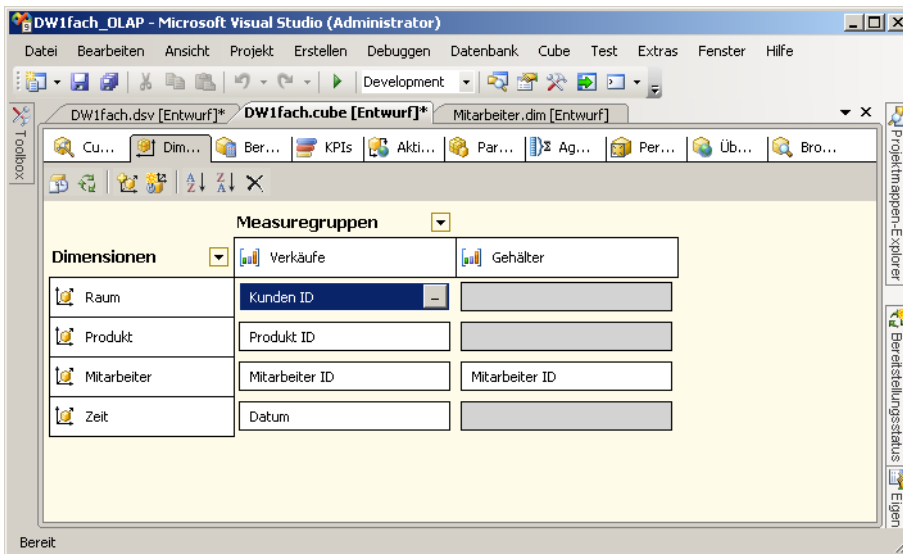 DW1fach_OLAP - Microsoft Visual Studio (Administrator)
Datei Bearbeiten Ansicht Projekt Erstellen Debuggen Datenbank Cube Test Extras Fenster Hilfe
Development
DW1fach.dsv [Entwurf]* DW1fach.cube [Entwurf]* Mitarbeiter.dim [Entwurf]
Cu... Dim... Ber... KPIs Akti... Par... Ag... Per... Üb... Bro...
Measuregruppen
Dimensionen Verkäufe Gehälter
Raum Kunden ID
Produkt Produkt ID
Mitarbeiter Mitarbeiter ID Mitarbeiter ID
Zeit Datum
Bereit
Toolbox
Projektmappen-Explorer
Bereitstellungsstatus
Eigen